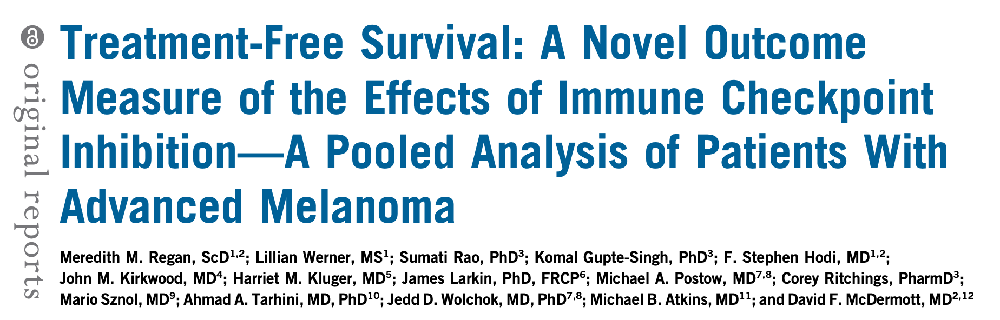 Treatment-Free Survival: A Novel Outcome
Measure of the Effects of Immune Checkpoint
Inhibition—A Pooled Analysis of Patients With
Advanced Melanoma
original reports
Meredith M. Regan, ScD1,2; Lillian Werner, MS1; Sumati Rao, PhD3; Komal Gupte-Singh, PhD3; F. Stephen Hodi, MD1,2;
John M. Kirkwood, MD4; Harriet M. Kluger, MD5; James Larkin, PhD, FRCP6; Michael A. Postow, MD7,8; Corey Ritchings, PharmD3;
Mario Sznol, MD9; Ahmad A. Tarhini, MD, PhD10; Jedd D. Wolchok, MD, PhD7,8; Michael B. Atkins, MD11; and David F. McDermott, MD2,12